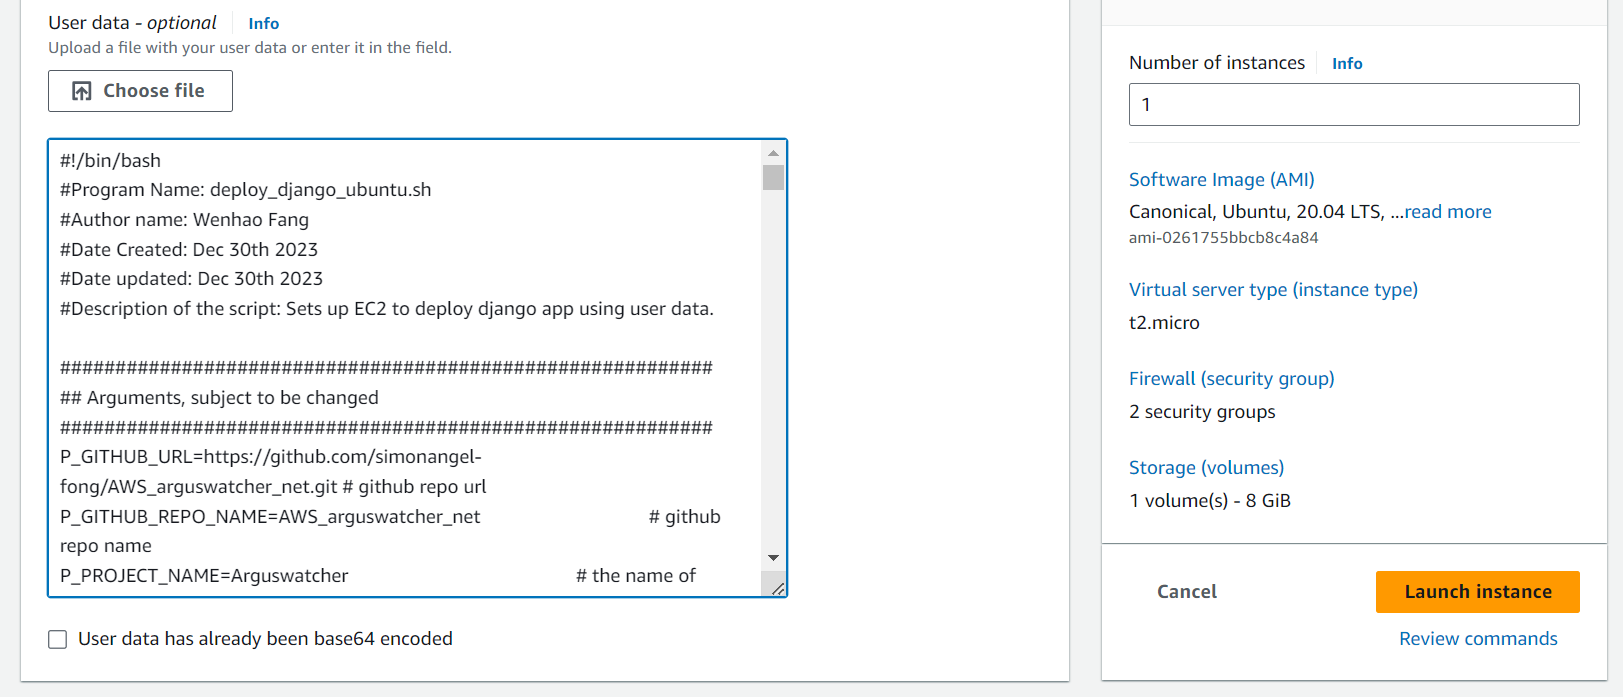 User data - optional Info
Upload a file with your user data or enter it in the field.
Choose file
#!/bin/bash
#Program Name: deploy_django_ubuntu.sh
#Author name: Wenhao Fang
#Date Created: Dec 30th 2023
#Date updated: Dec 30th 2023
#Description of the script: Sets up EC2 to deploy django app using user data.
###########################################################
## Arguments, subject to be changed
###########################################################
P_GITHUB_URL=https://github.com/simonangel-
fong/AWS_arguswatcher_net.git # github repo url
P_GITHUB_REPO_NAME=AWS_arguswatcher_net # github
repo name
P_PROJECT_NAME=Arguswatcher # the name of
User data has already been base64 encoded
Number of instances Info
1
Software Image (AMI)
Canonical, Ubuntu, 20.04 LTS, ...read more
ami-0261755bbcb8c4a84
Virtual server type (instance type)
t2.micro
Firewall (security group)
2 security groups
Storage (volumes)
1 volume(s) - 8 GiB
Cancel
Launch instance
Review commands